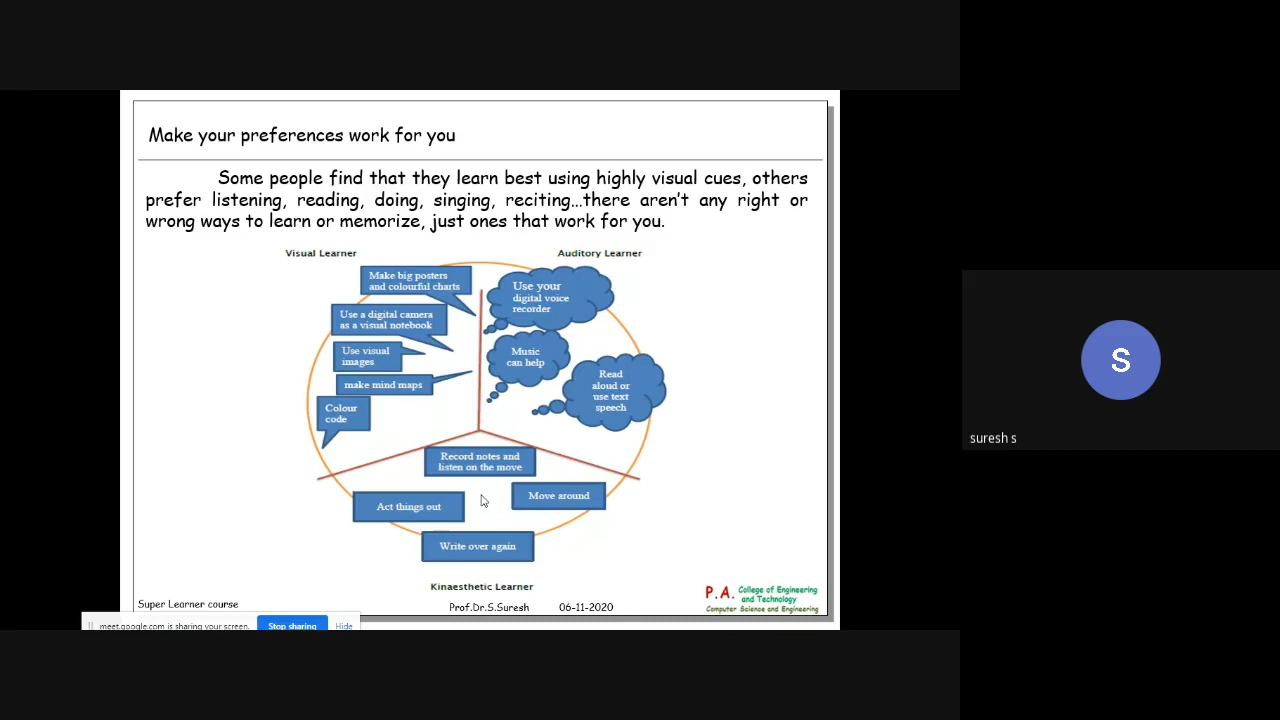 Make your preferences work for you
Some people find that they learn best using highly visual cues, others
prefer listening, reading, doing, singing, reciting...there aren't any right or
wrong ways to learn or memorize, just ones that work for you.
Visual Learner
Auditory Learner
Make big posters
and colourful charts
Use a digital camera
as a visual notebook
Use visual
images
make mind maps
Colour
code
Use your
digital voice
recorder
Music
can help
Read
aloud or
use text
speech
Record notes and
listen on the move
Act things out
Move around
Write over again
Kinaesthetic Learner
Super Learner course
Prof.Dr.S.Suresh
06-11-2020
P.A. College of Engineering
and Technology
Computer Science and Engineering
meet.google.com is sharing your screen.
Stop sharing
Hide
S
suresh s